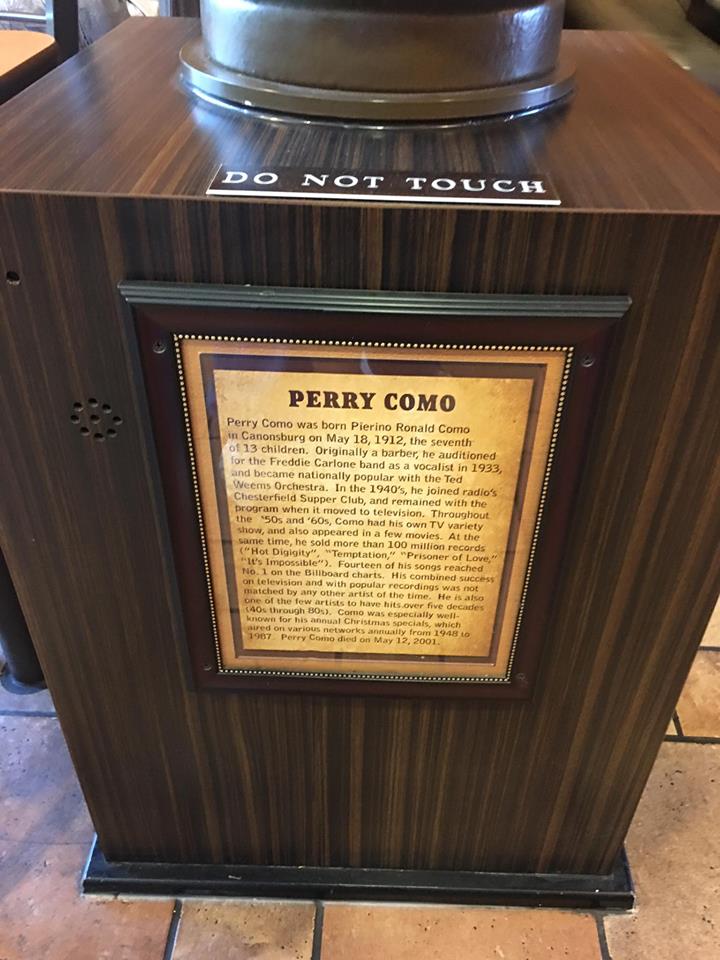 DO NOT TOUCH
PERRY COMO
Perry Como was born Pierino Ronald Como
in Canonsburg on May 18, 1912, the seventh
of 13 children. Originally a barber, he auditioned
for the Freddie Carlone band as a vocalist in 1933,
and became nationally popular with the Ted
Weems Orchestra. In the 1940's, he joined radio's
Chesterfield Supper Club, and remained with the
program when it moved to television. Throughout
the '50s and '60s, Como had his own TV variety
show, and also appeared in a few movies. At the
same time, he sold more than 100 million records
("Hot Digigity", "Temptation," "Prisoner of Love,"
"It's Impossible"). Fourteen of his songs reached
No. 1 on the Billboard charts. His combined success
on television and with popular recordings was not
matched by any other artist of the time. He is also
one of the few artists to have hits over five decades
(40s through 80s). Como was especially well-
known for his annual Christmas specials, which
aired on various networks annually from 1948 to
1987. Perry Como died on May 12, 2001.